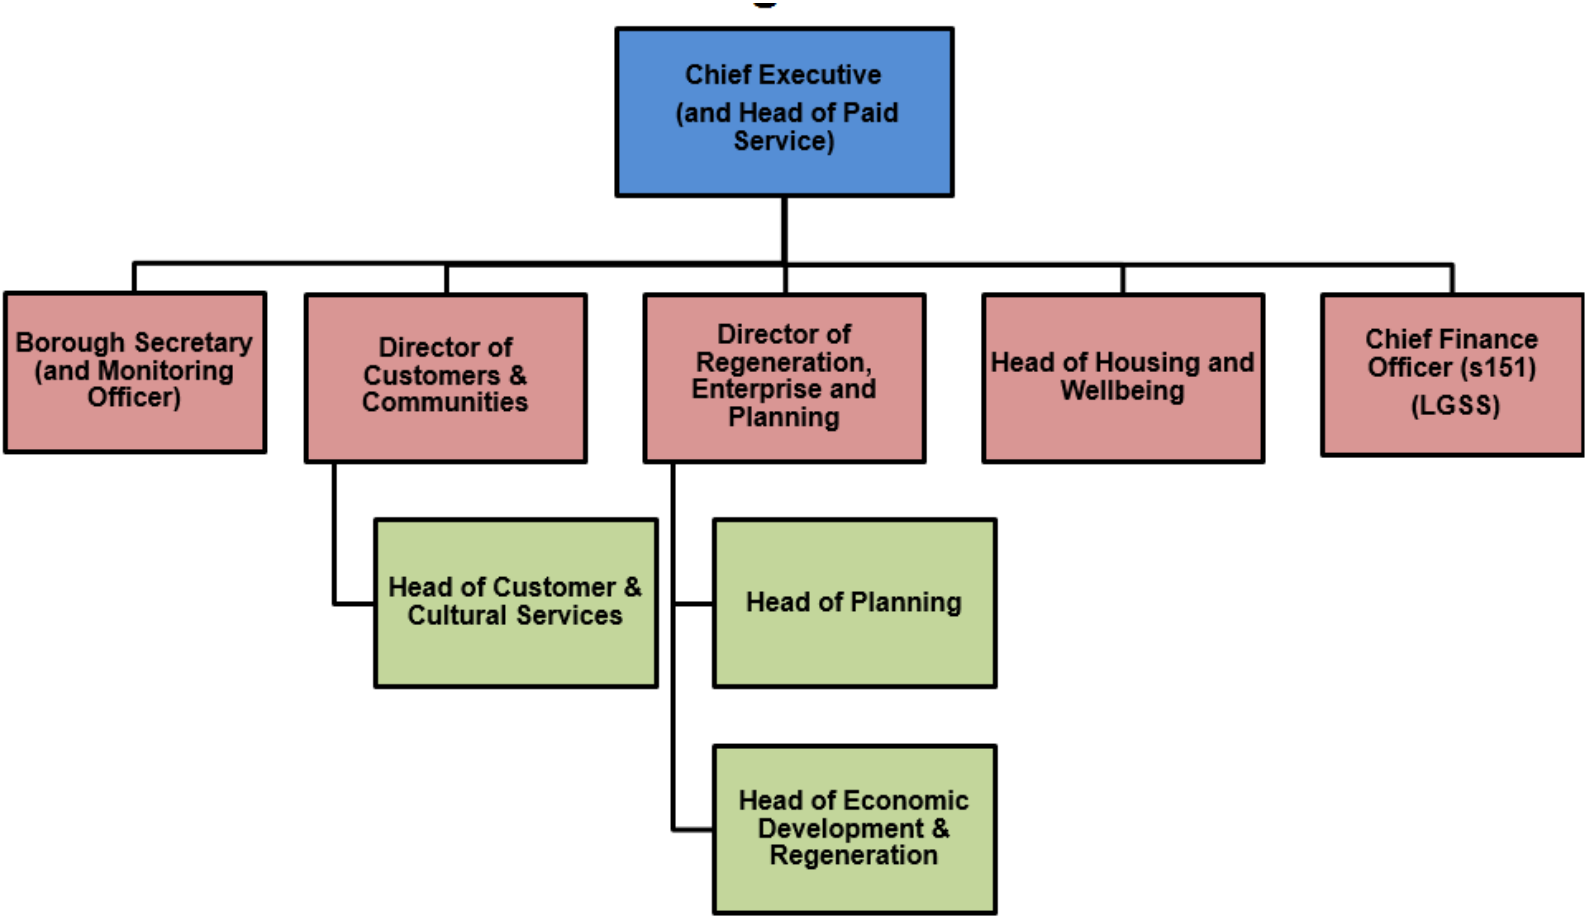 Chief Executive
(and Head of Paid
Service)
Borough Secretary
(and Monitoring
Officer)
Director of
Customers &
Communities
Director of
Regeneration,
Enterprise and
Planning
Head of Housing and
Wellbeing
Chief Finance
Officer (s151)
(LGSS)
Head of Customer &
Cultural Services
Head of Planning
Head of Economic
Development &
Regeneration